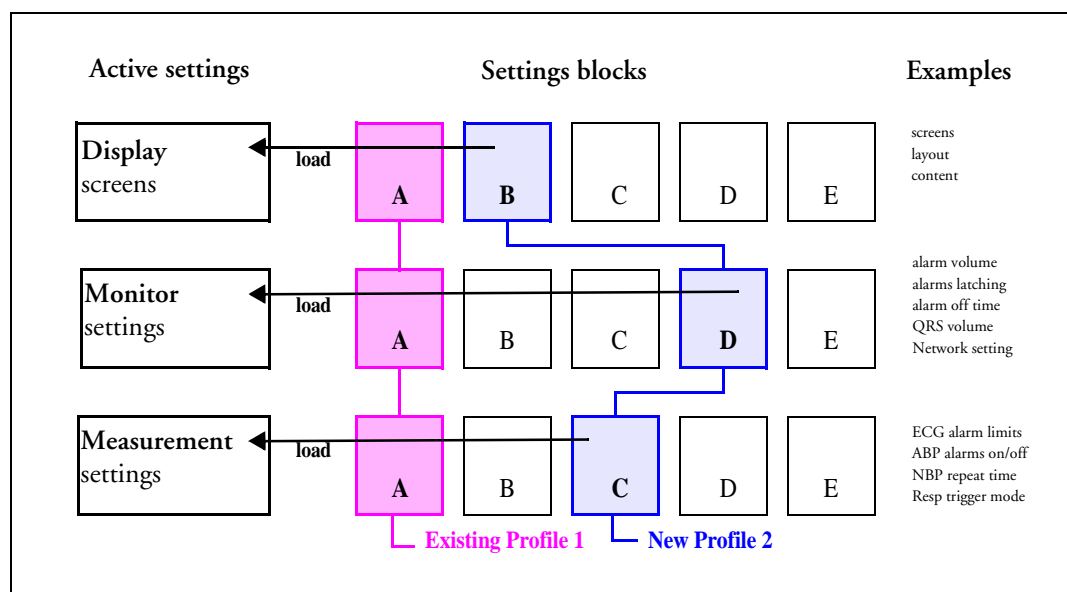 Active settings
Settings blocks
Examples
Display
screens
load
A
B
C
D
E
screens
layout
content
Monitor
settings
load
A
B
C
D
E
alarm volume
alarms latching
alarm off time
QRS volume
Network setting
Measurement
settings
load
A
B
C
D
E
ECG alarm limits
ABP alarms on/off
NBP repeat time
Resp trigger mode
Existing Profile 1
New Profile 2